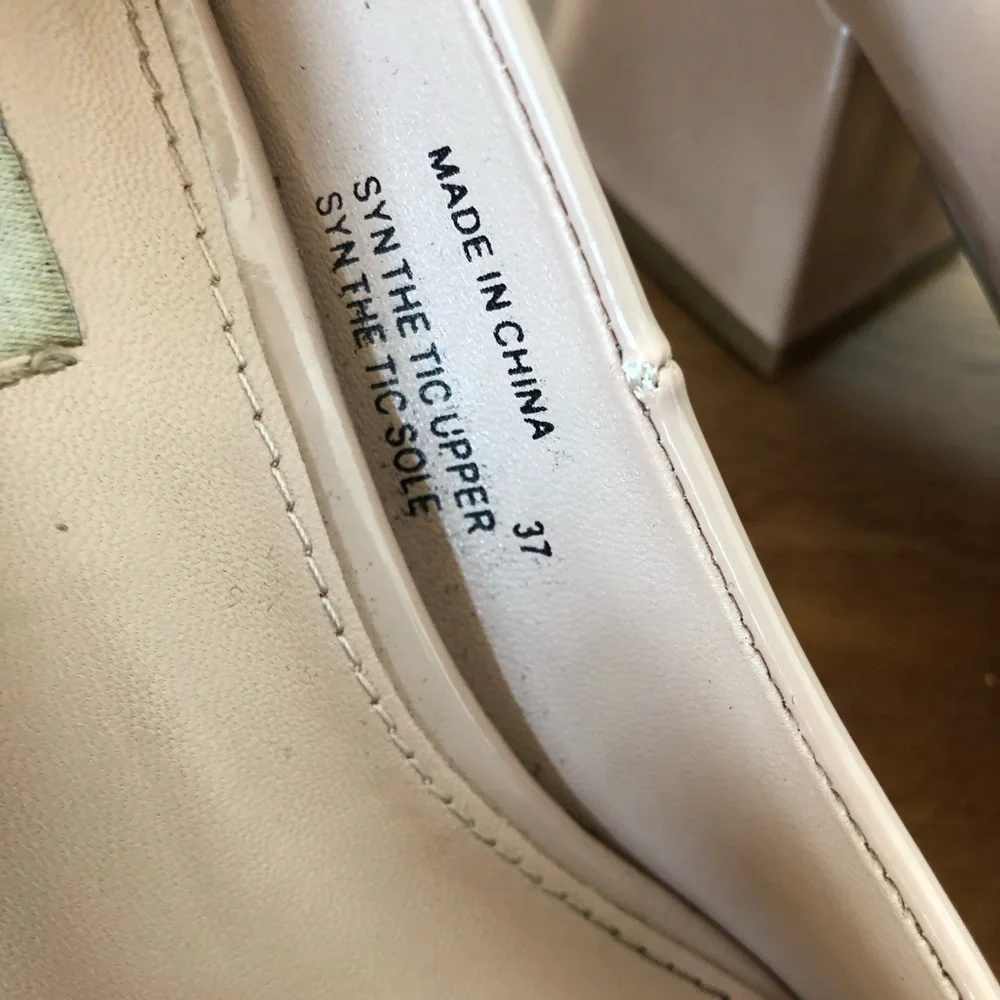 MADE IN CHINA 37
SYN THE TIC UPPER
SYN THE TIC SOLE